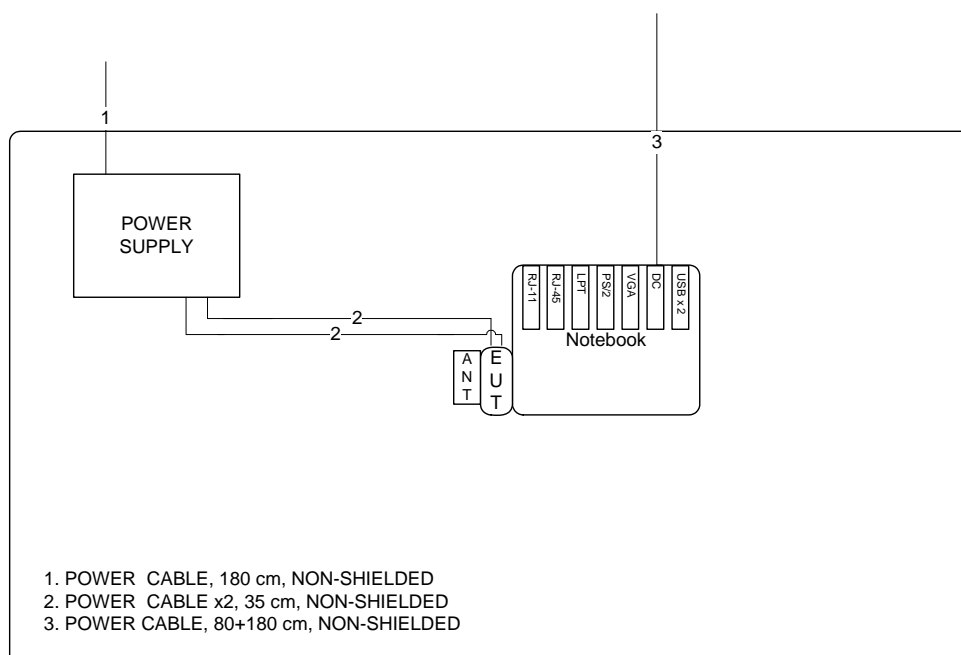 1
3
POWER
SUPPLY
RJ-11
RJ-45
LPT
PS/2
VGA
DC
USB x 2
Notebook
2
2
ANT
EUT
1. POWER CABLE, 180 cm, NON-SHIELDED
2. POWER CABLE x2, 35 cm, NON-SHIELDED
3. POWER CABLE, 80+180 cm, NON-SHIELDED